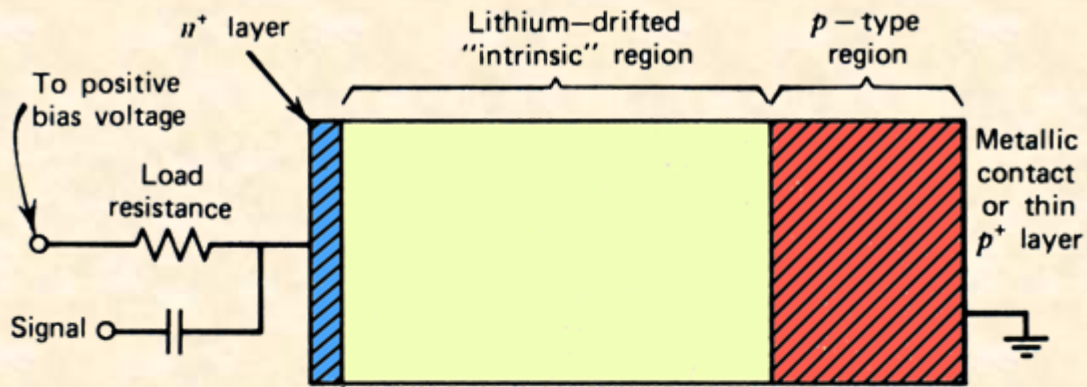 n⁺ layer
Lithium—drifted
"intrinsic" region
p — type
region
To positive
bias voltage
Load
resistance
Metallic
contact
or thin
p⁺ layer
Signal